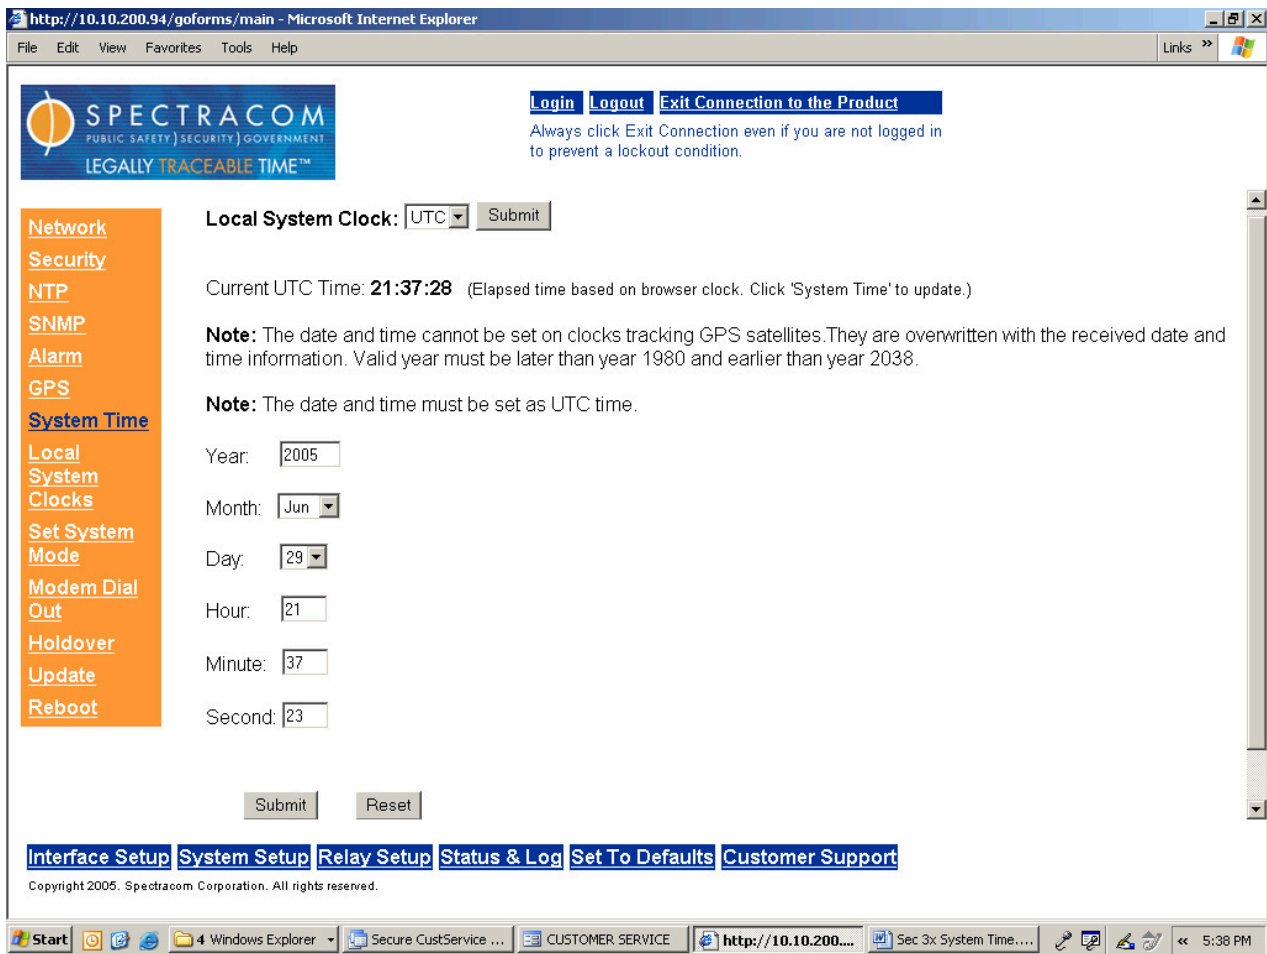 http://10.10.200.94/goforms/main - Microsoft Internet Explorer
File Edit View Favorites Tools Help Links »
SPECTRACOM
PUBLIC SAFETY ) SECURITY ) GOVERNMENT
LEGALLY TRACEABLE TIME™
Login Logout Exit Connection to the Product
Always click Exit Connection even if you are not logged in
to prevent a lockout condition.
Network
Security
NTP
SNMP
Alarm
GPS
System Time
Local
System
Clocks
Set System
Mode
Modem Dial
Out
Holdover
Update
Reboot
Local System Clock: UTC Submit
Current UTC Time: 21:37:28 (Elapsed time based on browser clock. Click 'System Time' to update.)
Note: The date and time cannot be set on clocks tracking GPS satellites.They are overwritten with the received date and
time information. Valid year must be later than year 1980 and earlier than year 2038.
Note: The date and time must be set as UTC time.
Year: 2005
Month: Jun
Day: 29
Hour: 21
Minute: 37
Second: 23
Submit Reset
Interface Setup System Setup Relay Setup Status & Log Set To Defaults Customer Support
Copyright 2005. Spectracom Corporation. All rights reserved.
Start 4 Windows Explorer Secure CustService ... CUSTOMER SERVICE http://10.10.200.... Sec 3x System Time.... « 5:38 PM